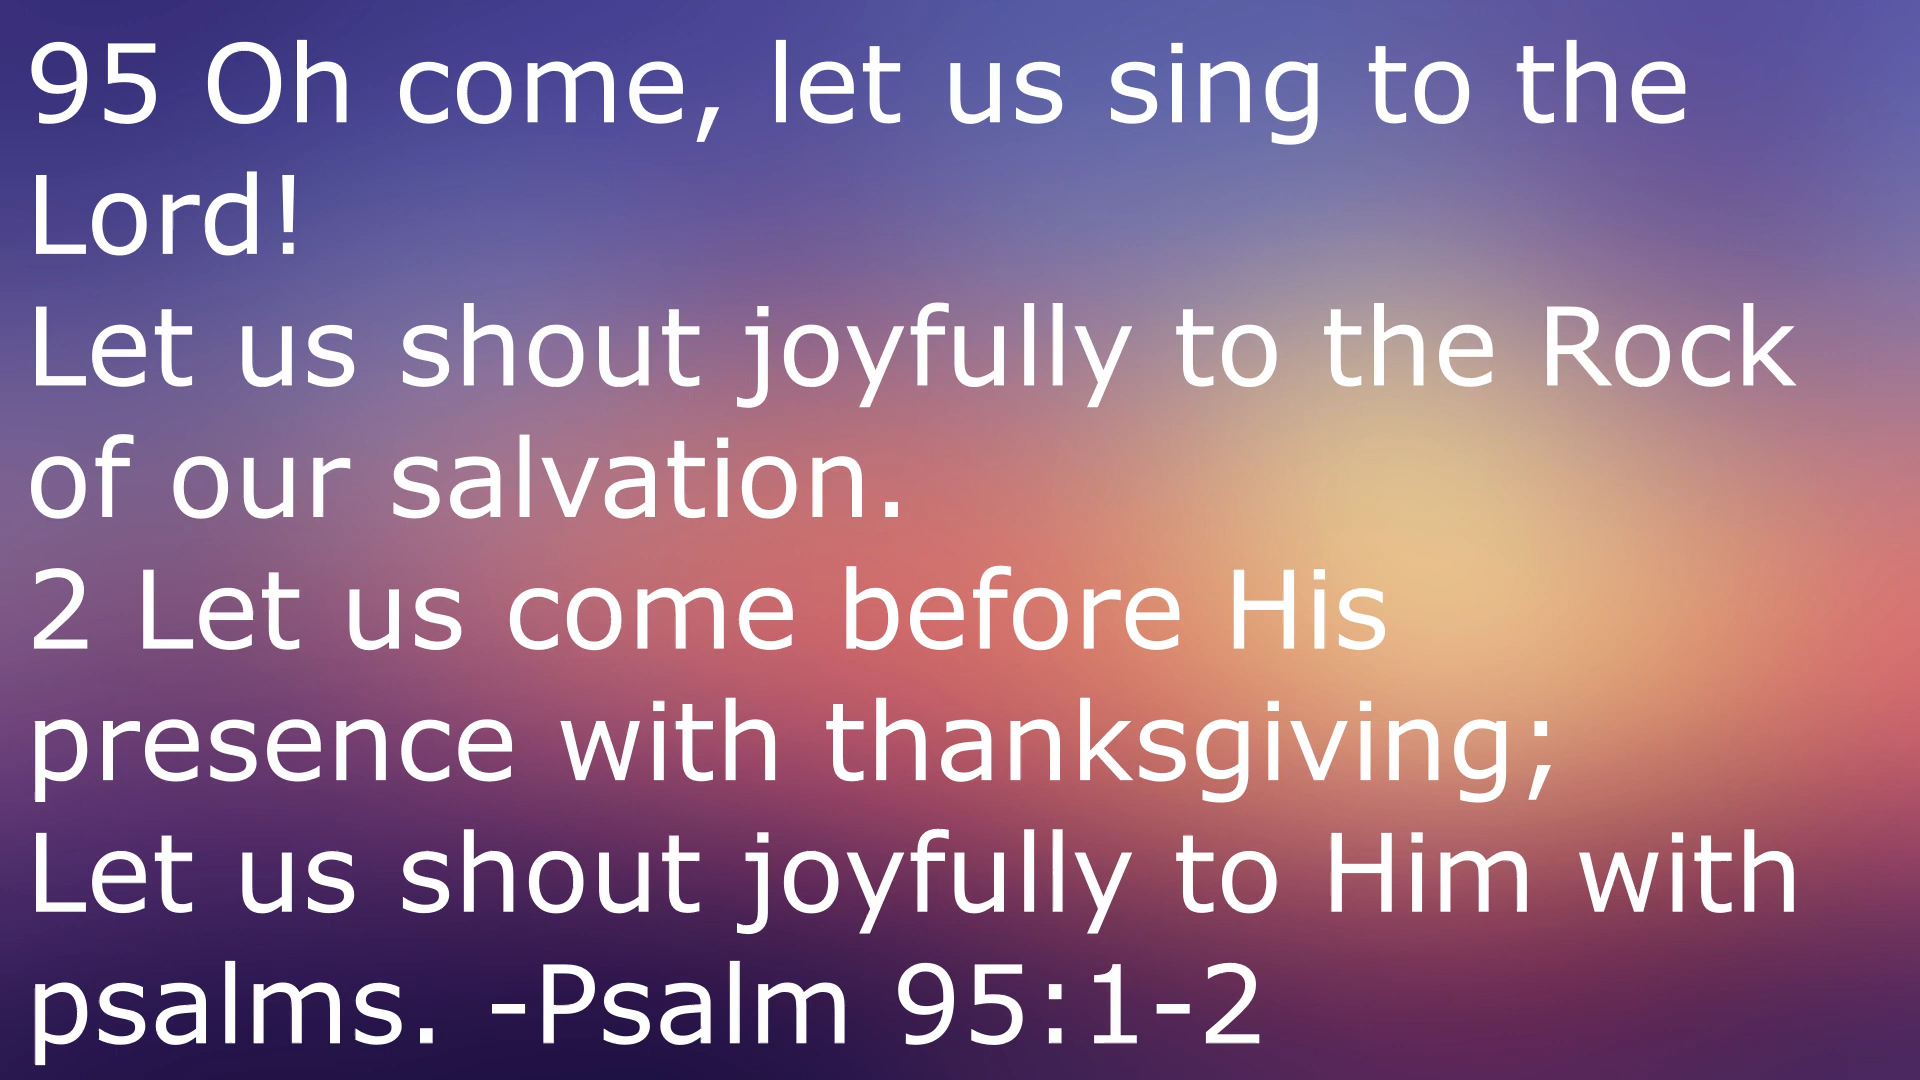 95 Oh come, let us sing to the
Lord!
Let us shout joyfully to the Rock
of our salvation.
2 Let us come before His
presence with thanksgiving;
Let us shout joyfully to Him with
psalms. -Psalm 95:1-2